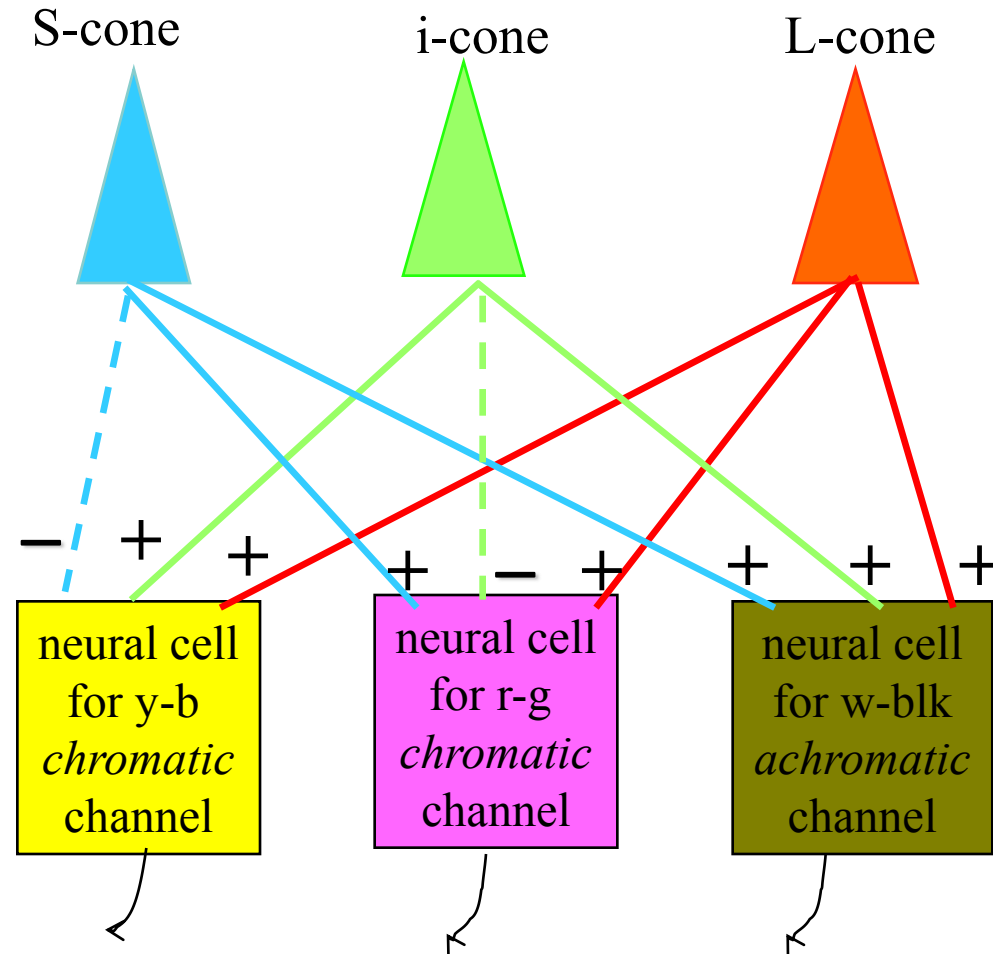 S-cone
i-cone
L-cone
− + + + − + + + +
neural cell
for y-b
chromatic
channel
neural cell
for r-g
chromatic
channel
neural cell
for w-blk
achromatic
channel